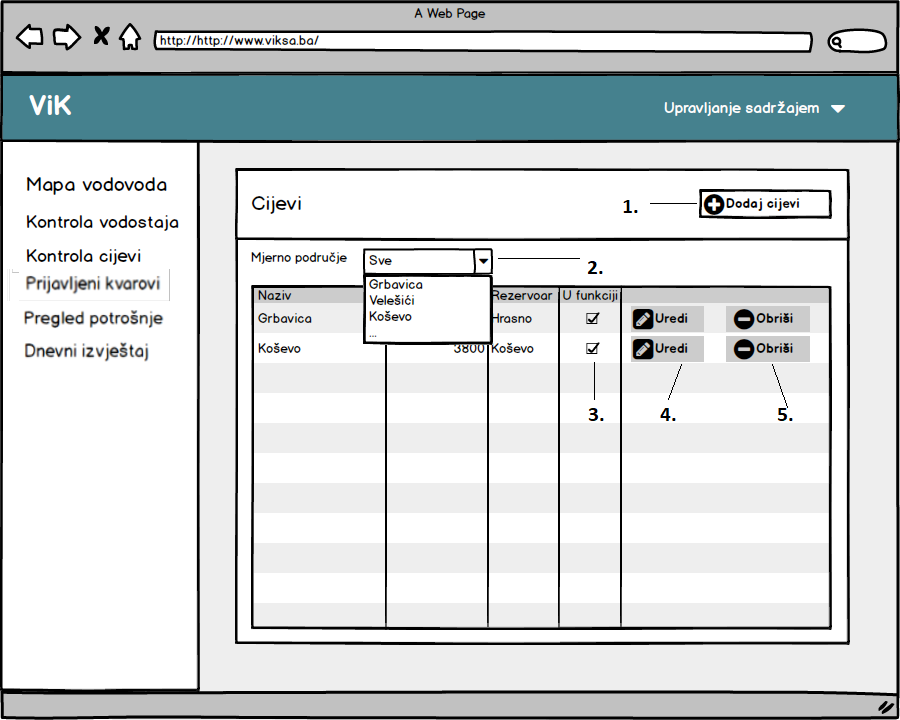 A Web Page
http://http://www.viksa.ba/
ViK
Upravljanje sadržajem
Mapa vodovoda
Kontrola vodostaja
Kontrola cijevi
Prijavljeni kvarovi
Pregled potrošnje
Dnevni izvještaj
Cijevi
1.
Dodaj cijevi
Mjerno područje
Sve
2.
Grbavica
Velešići
Koševo
...
Naziv Rezervoar U funkciji
Grbavica Hrasno Uredi Obriši
Koševo 3800 Koševo Uredi Obriši
3. 4. 5.